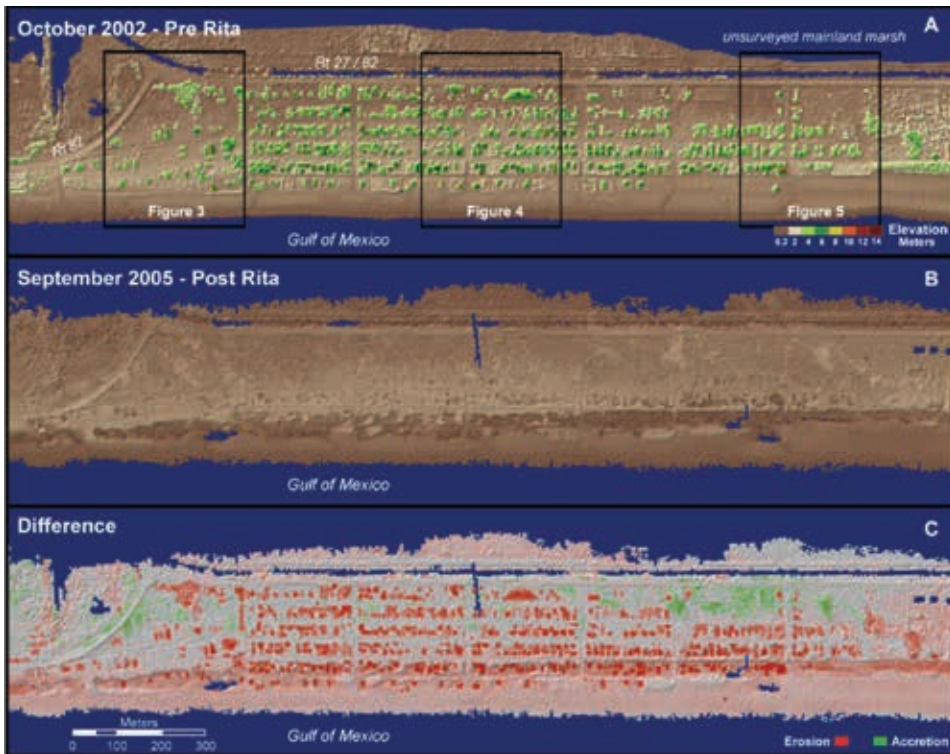 October 2002 - Pre Rita
A
unsurveyed mainland marsh
Rt 27 / 82
Rt 82
Figure 3
Figure 4
Figure 5
Gulf of Mexico
Elevation
Meters
0.2 2 4 6 8 10 12 14
September 2005 - Post Rita
B
Gulf of Mexico
Difference
C
Meters
0 100 200 300
Gulf of Mexico
Erosion
Accretion